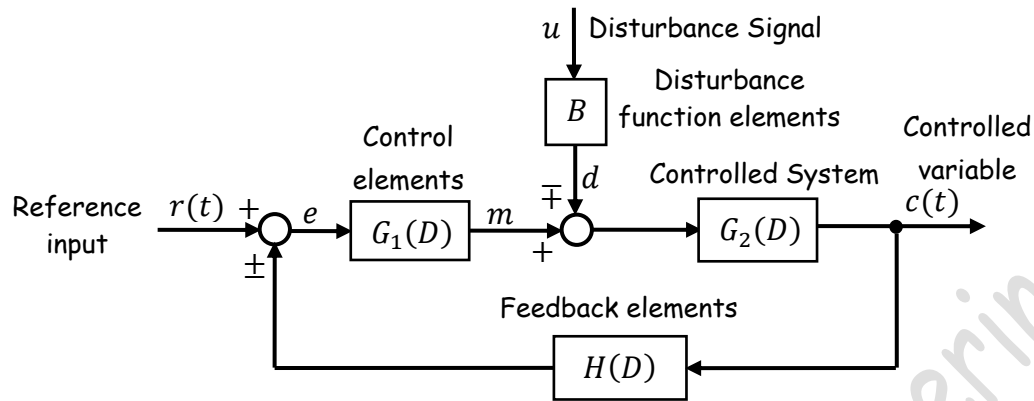 u Disturbance Signal
Disturbance
function elements
B
Control
elements
∓ d
Controlled System
Controlled
variable
c(t)
Reference
input
r(t) +
e
G₁(D)
m
+
G₂(D)
±
Feedback elements
H(D)